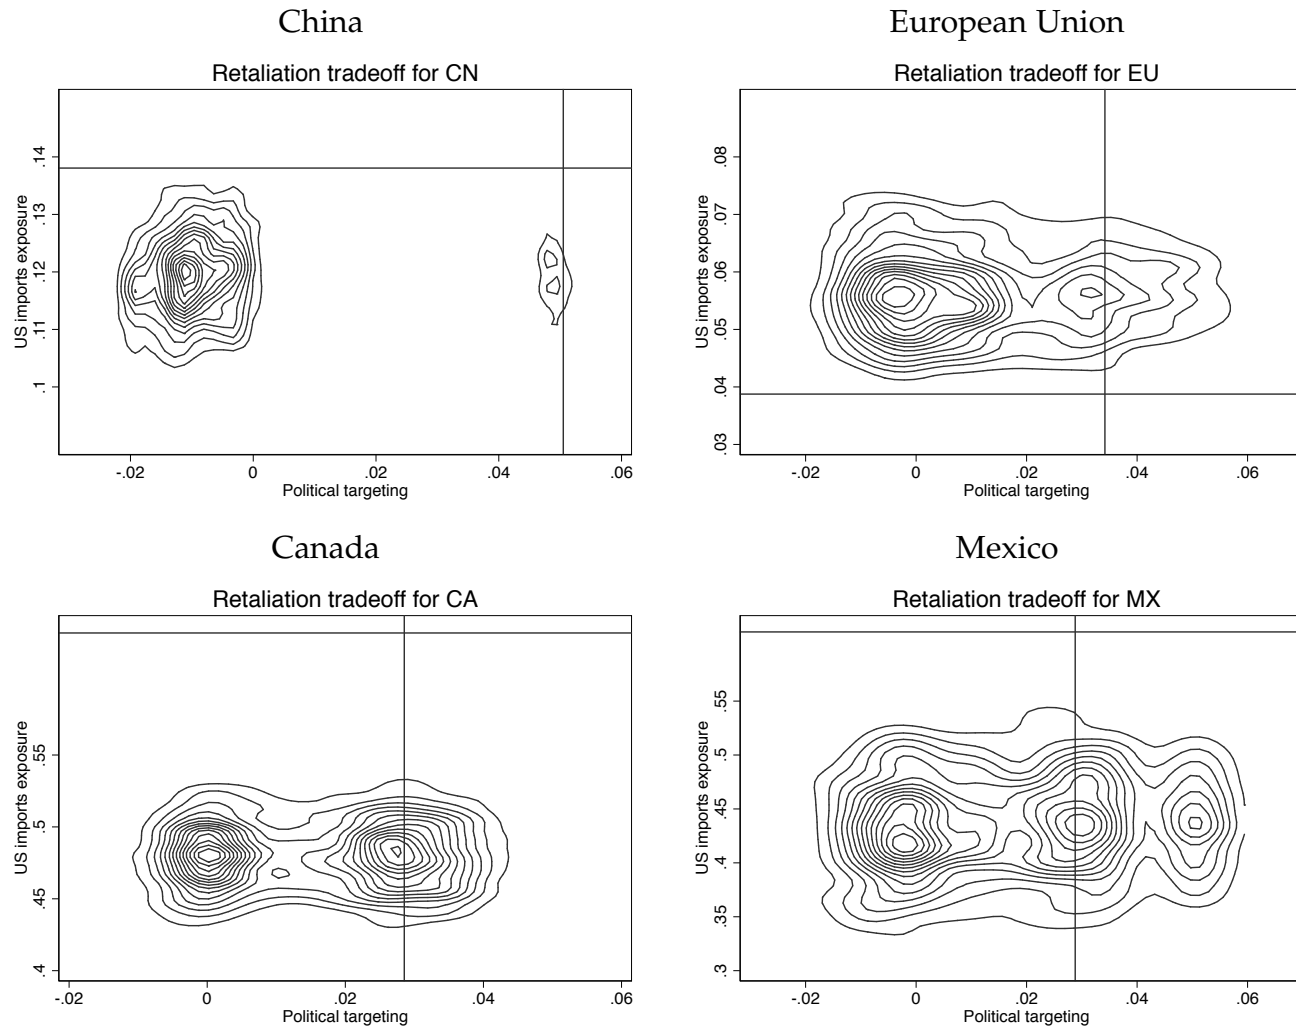 China
European Union
Retaliation tradeoff for CN
Retaliation tradeoff for EU
US imports exposure
.14
.13
.12
.11
.1
-.02 0 .02 .04 .06
Political targeting
US imports exposure
.08
.07
.06
.05
.04
.03
-.02 0 .02 .04 .06
Political targeting
Canada
Mexico
Retaliation tradeoff for CA
Retaliation tradeoff for MX
US imports exposure
.55
.5
.45
.4
-.02 0 .02 .04 .06
Political targeting
US imports exposure
.55
.5
.45
.4
.35
.3
-.02 0 .02 .04 .06
Political targeting